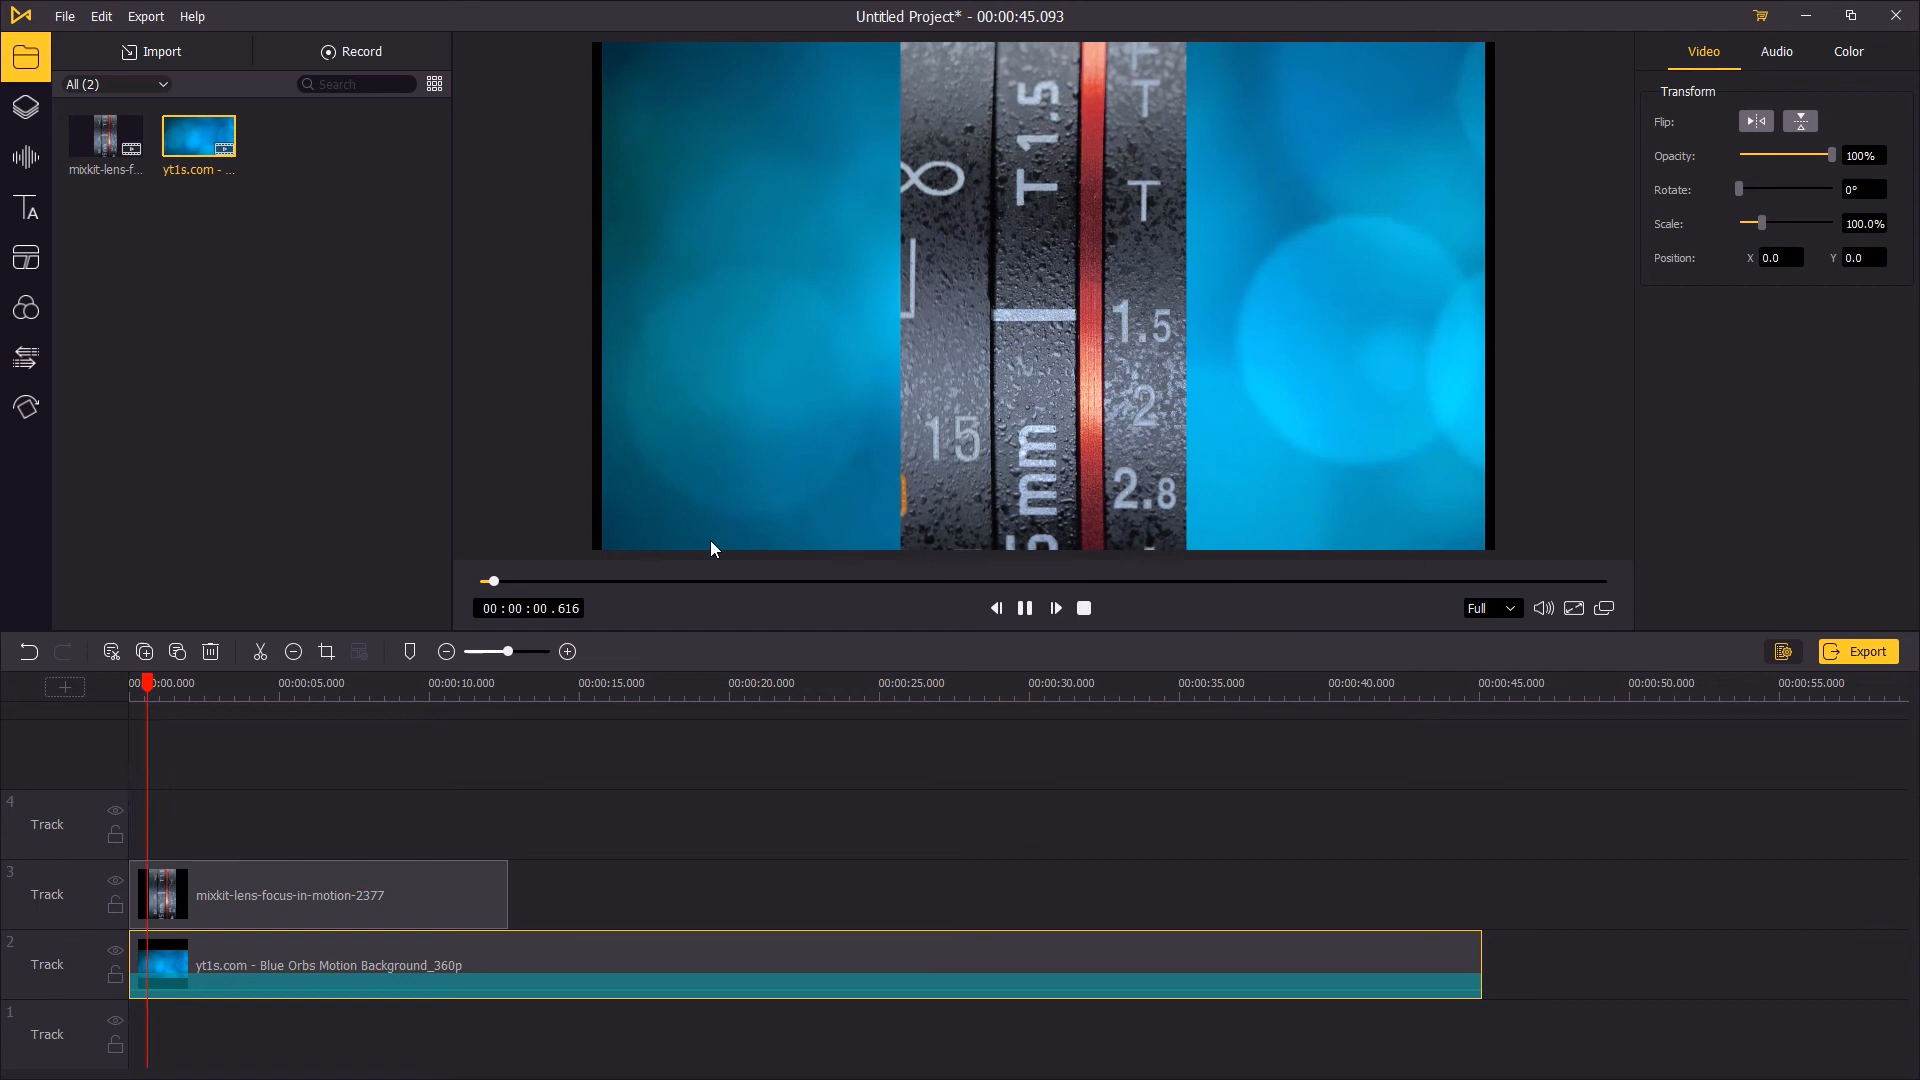 File Edit Export Help
Untitled Project* - 00:00:45.093
Import
Record
All (2)
Search
mixkit-lens-f...
yt1s.com - ...
T 1.5
T
T
∞
15
mm
1.5
2
2.8
Video Audio Color
Transform
Flip:
Opacity: 100%
Rotate: 0°
Scale: 100.0%
Position: X 0.0 Y 0.0
00 : 00 : 00 . 616
Full
Export
00:00:05.000 00:00:10.000 00:00:15.000 00:00:20.000 00:00:25.000 00:00:30.000 00:00:35.000 00:00:40.000 00:00:45.000 00:00:50.000 00:00:55.000
4
Track
3
Track
mixkit-lens-focus-in-motion-2377
2
Track
yt1s.com - Blue Orbs Motion Background_360p
1
Track